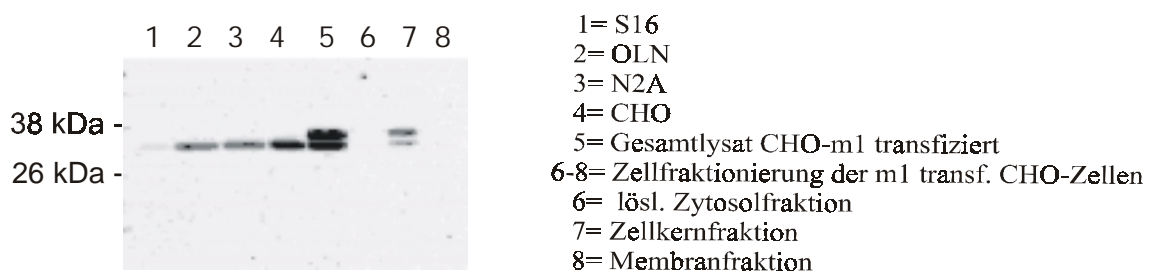 1 2 3 4 5 6 7 8
38 kDa -
26 kDa -
1= S16
2= OLN
3= N2A
4= CHO
5= Gesamtlysat CHO-m1 transfiziert
6-8= Zellfraktionierung der m1 transf. CHO-Zellen
6= lösl. Zytosolfraktion
7= Zellkernfraktion
8= Membranfraktion